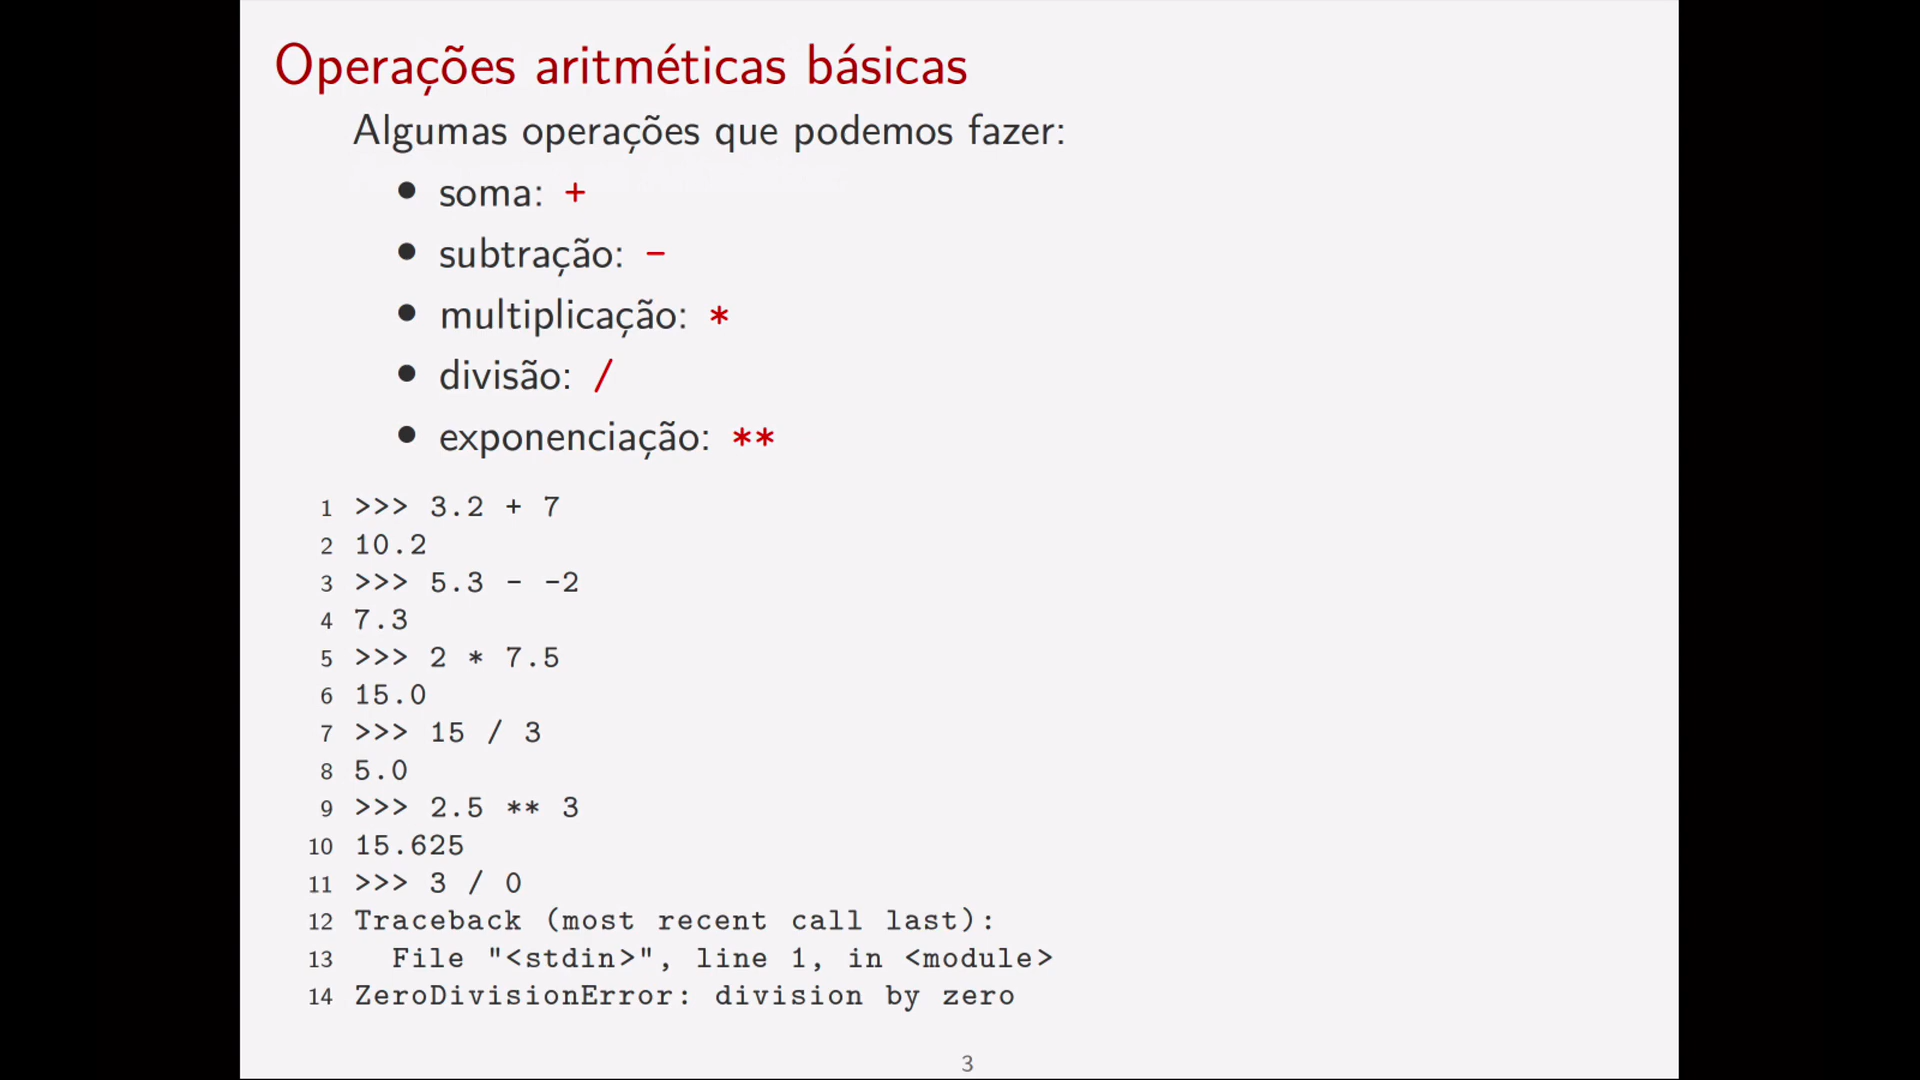 Operações aritméticas básicas
Algumas operações que podemos fazer:
• soma: +
• subtração: -
• multiplicação: *
• divisão: /
• exponenciação: **
1 >>> 3.2 + 7
2 10.2
3 >>> 5.3 - -2
4 7.3
5 >>> 2 * 7.5
6 15.0
7 >>> 15 / 3
8 5.0
9 >>> 2.5 ** 3
10 15.625
11 >>> 3 / 0
12 Traceback (most recent call last):
13   File "<stdin>", line 1, in <module>
14 ZeroDivisionError: division by zero
3